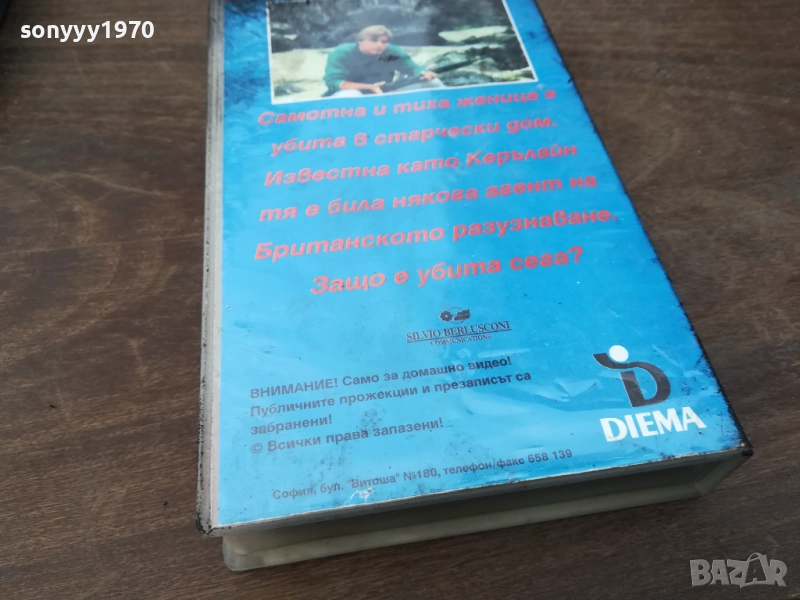 sonyyy1970
Самотна и тиха женица е
убита в старчески дом.
Известна като Керълайн
тя е била някога агент на
Британското разузнаване.
Защо е убита сега?
SILVIO BERLUSCONI
COMMUNICATIONS
ВНИМАНИЕ! Само за домашно видео!
Публичните прожекции и презаписът са
забранени!
© Всички права запазени!
DIEMA
София, бул. "Витоша" №180, телефон/факс 658 139
BAZAR